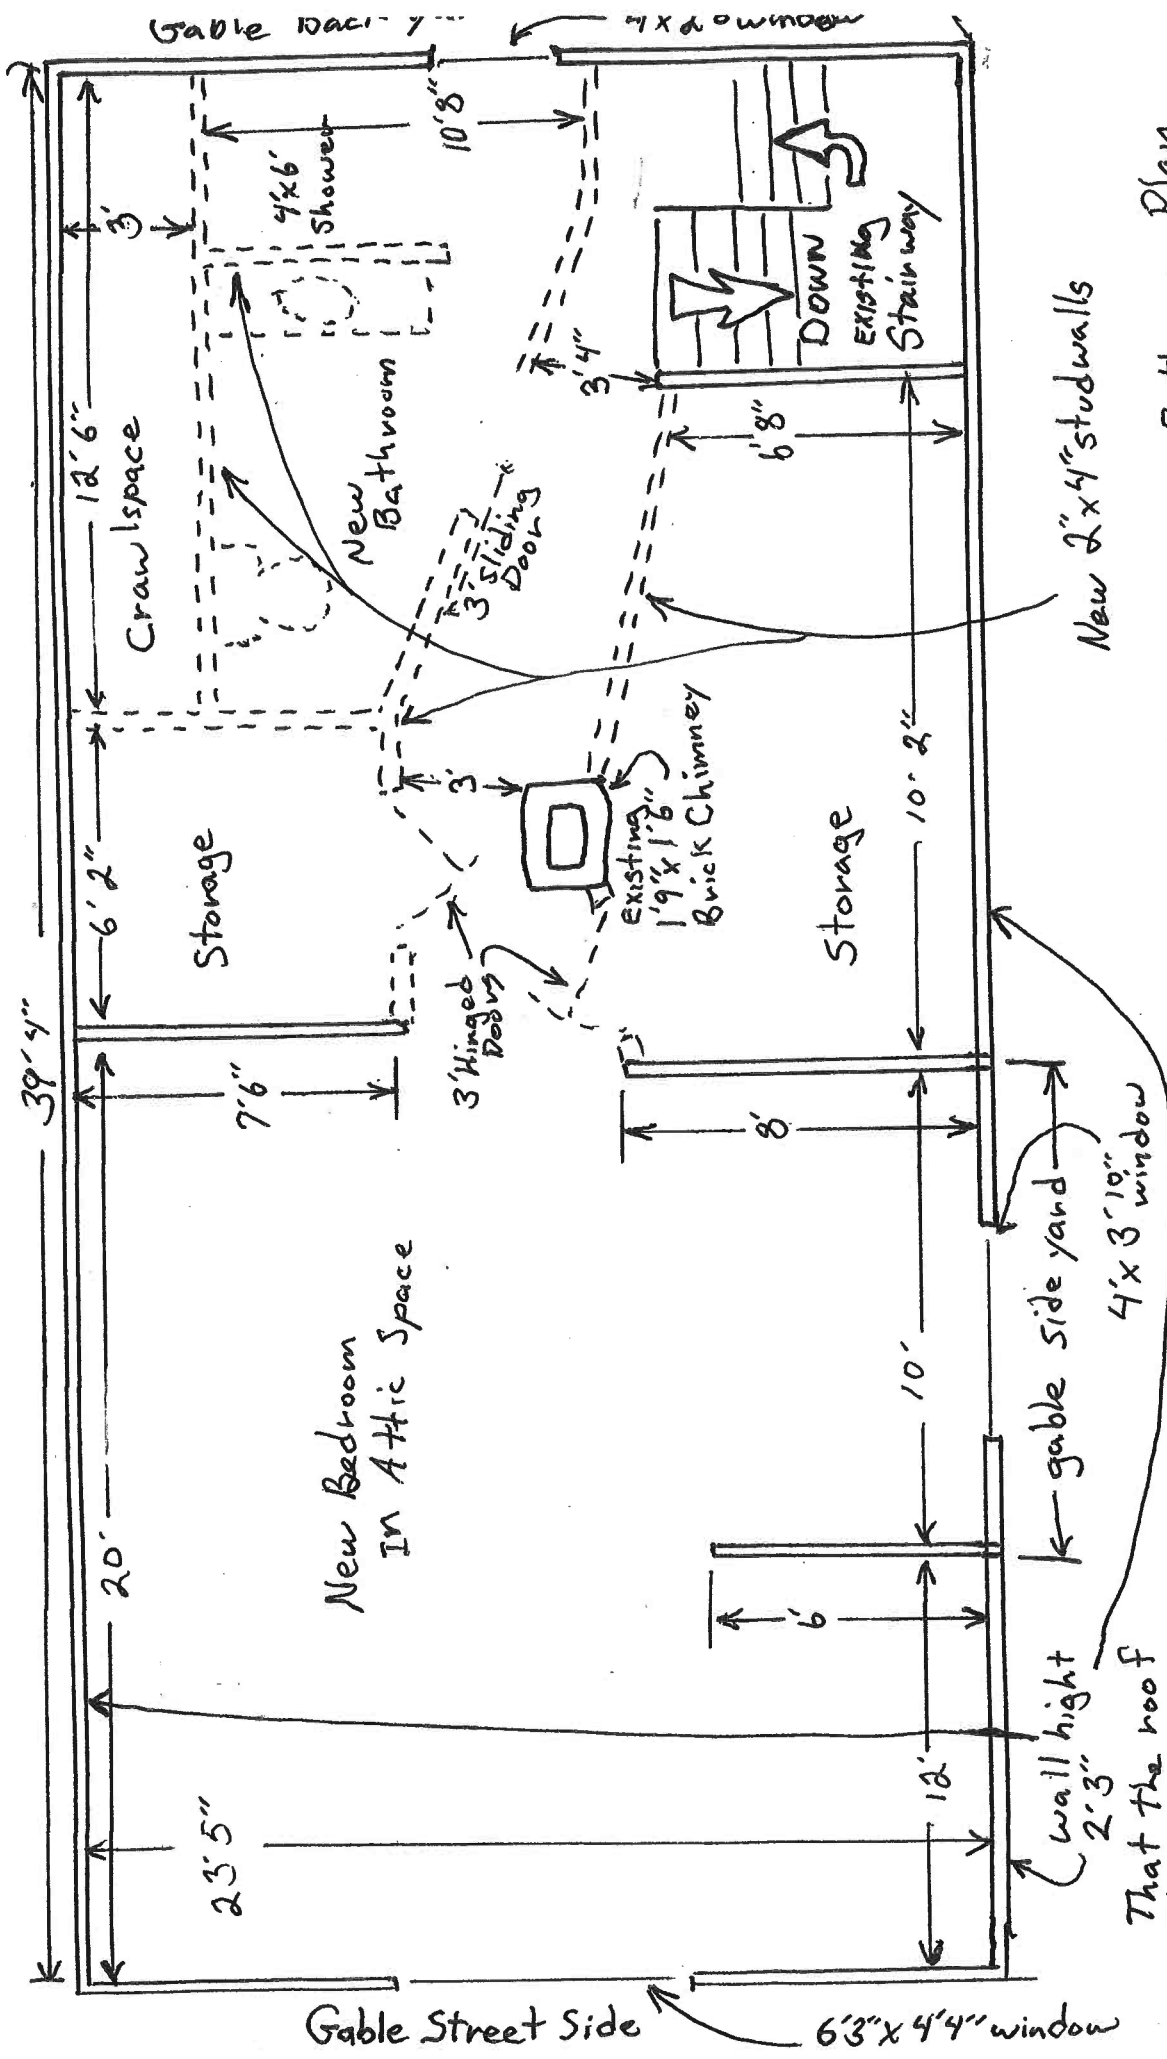 39' 4"
12' 6"
6' 2"
20'
3'
Crawlspace
Storage
7'6"
23' 5"
10'8"
4'x6'
Shower
New
Bathroom
3' Sliding
Door
3'
3'4"
3' Hinged
Doors
New Bedroom
In Attic Space
Existing
1'9" x 1'6"
Brick Chimney
Down
Existing
Stairway
6'8"
Storage
10' 2"
8'
10'
6'
12'
New 2"x4" studwalls
gable side yard
4'x 3'10"
window
wall hight
2'3"
That the roof
Gable Street Side
6'3"x 4'4" window
Gable
window
Plan